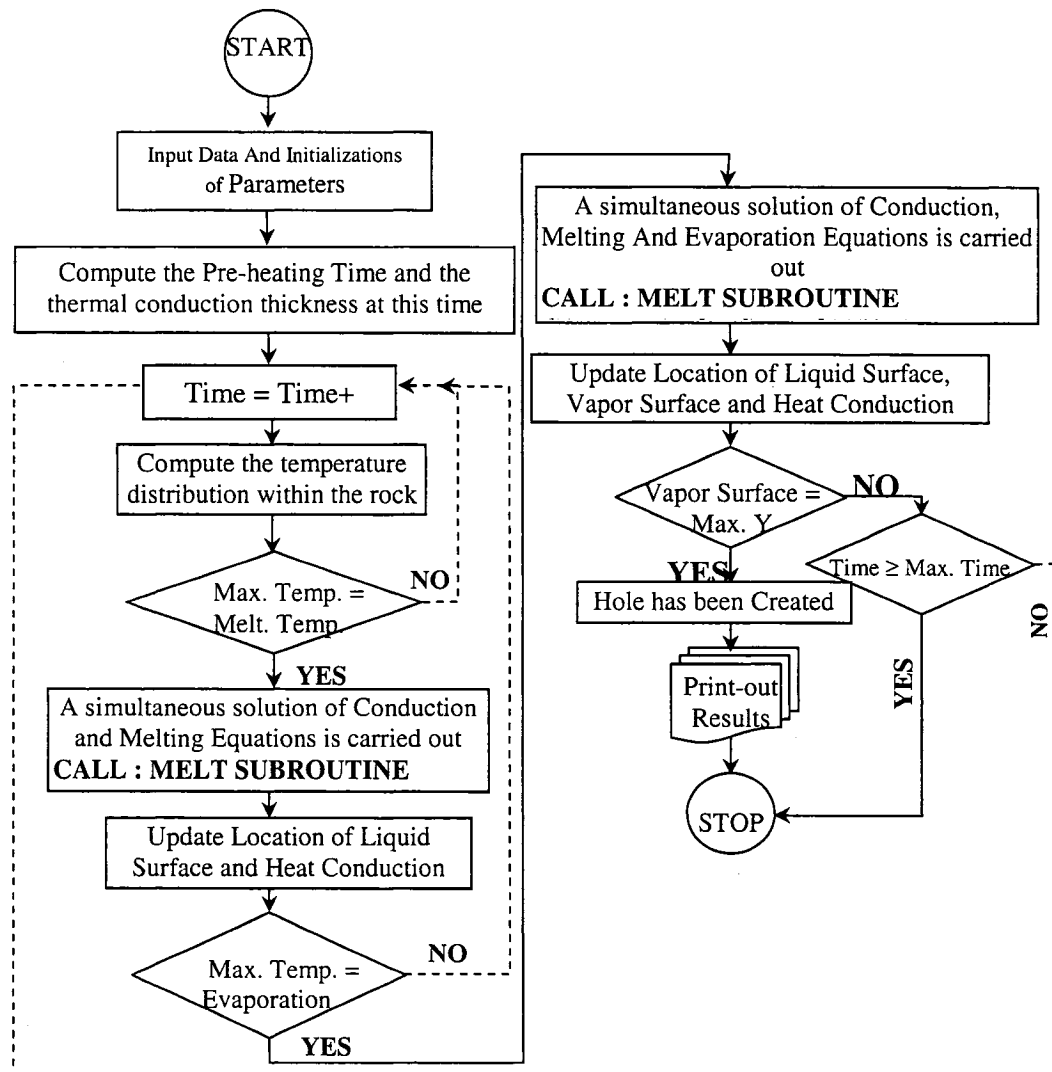 START
Input Data And Initializations
of Parameters
Compute the Pre-heating Time and the
thermal conduction thickness at this time
Time = Time+
Compute the temperature
distribution within the rock
Max. Temp. =
Melt. Temp.
NO
YES
A simultaneous solution of Conduction
and Melting Equations is carried out
CALL : MELT SUBROUTINE
Update Location of Liquid
Surface and Heat Conduction
Max. Temp. =
Evaporation
NO
YES
A simultaneous solution of Conduction,
Melting And Evaporation Equations is carried
out
CALL : MELT SUBROUTINE
Update Location of Liquid Surface,
Vapor Surface and Heat Conduction
Vapor Surface =
Max. Y
NO
YES
Time ≥ Max. Time
NO
YES
Hole has been Created
Print-out
Results
STOP